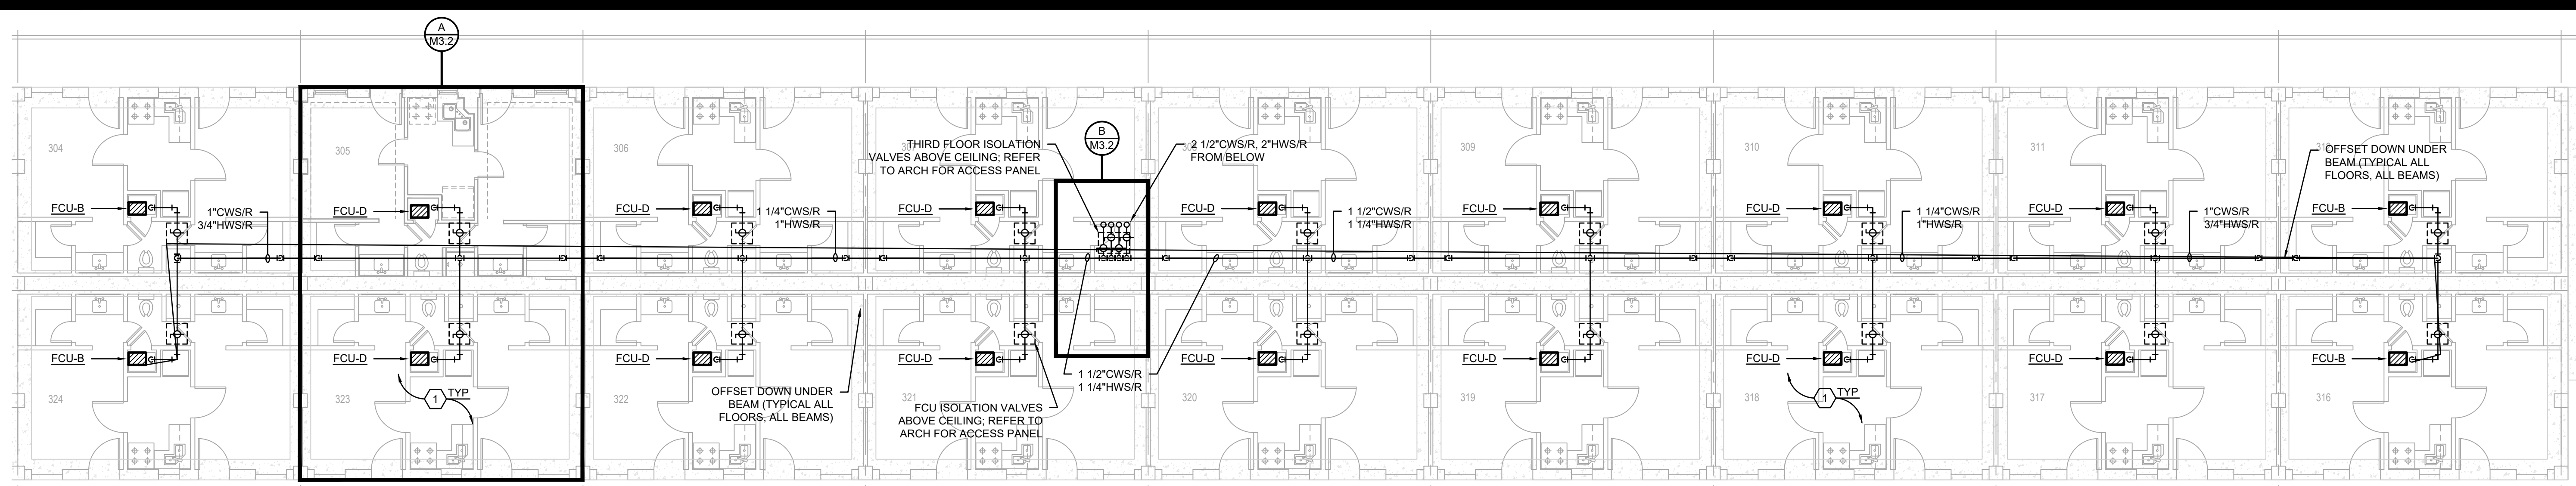 A
M3.2
304
305
306
THIRD FLOOR ISOLATION
VALVES ABOVE CEILING; REFER
TO ARCH FOR ACCESS PANEL
B
M3.2
2 1/2"CWS/R, 2"HWS/R
FROM BELOW
309
310
311
OFFSET DOWN UNDER
BEAM (TYPICAL ALL
FLOORS, ALL BEAMS)
FCU-B
FCU-D
FCU-D
FCU-D
FCU-D
FCU-D
FCU-D
FCU-D
FCU-B
1"CWS/R
3/4"HWS/R
1 1/4"CWS/R
1"HWS/R
1 1/2"CWS/R
1 1/4"HWS/R
1 1/4"CWS/R
1"HWS/R
1"CWS/R
3/4"HWS/R
FCU-B
FCU-D
FCU-D
FCU-D
FCU-D
FCU-D
FCU-D
FCU-D
FCU-B
1 1/2"CWS/R
1 1/4"HWS/R
324
323
1
TYP
322
OFFSET DOWN UNDER
BEAM (TYPICAL ALL
FLOORS, ALL BEAMS)
321
FCU ISOLATION VALVES
ABOVE CEILING; REFER TO
ARCH FOR ACCESS PANEL
320
319
318
1
TYP
317
316